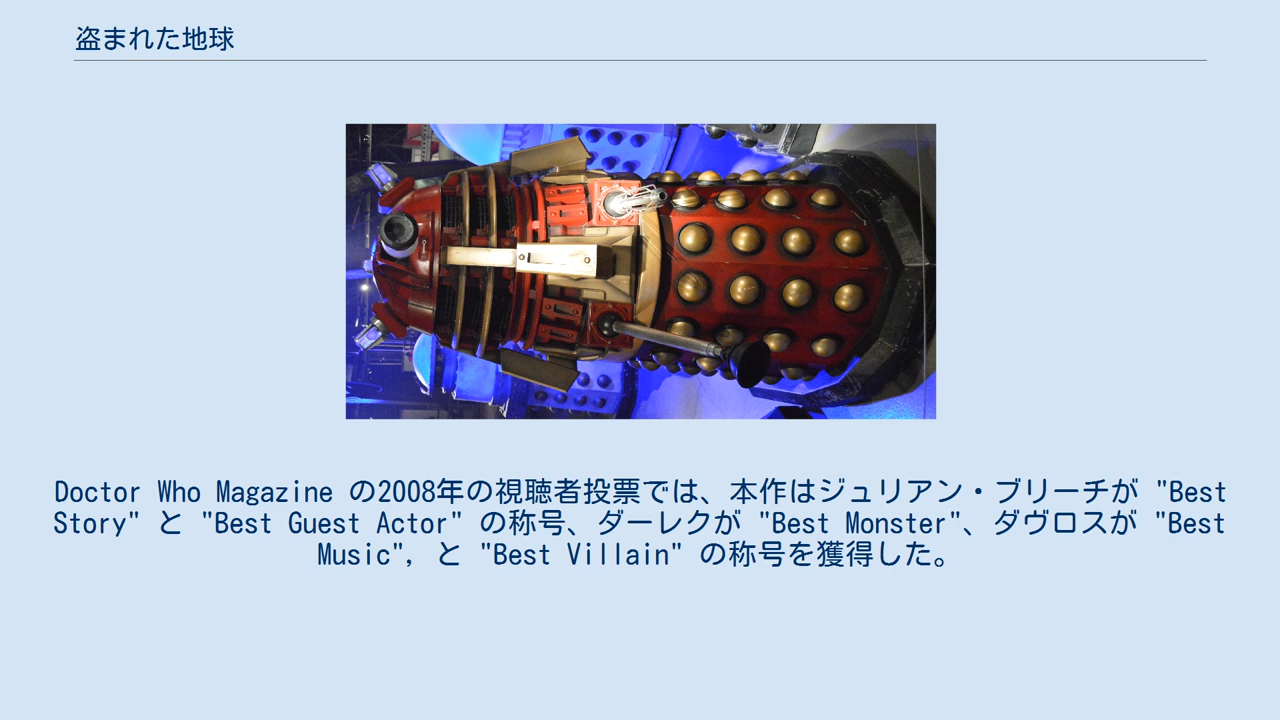 盗まれた地球
Doctor Who Magazine の2008年の視聴者投票では、本作はジュリアン・ブリーチが "Best
Story" と "Best Guest Actor" の称号、ダーレクが "Best Monster"、ダヴロスが "Best
Music", と "Best Villain" の称号を獲得した。